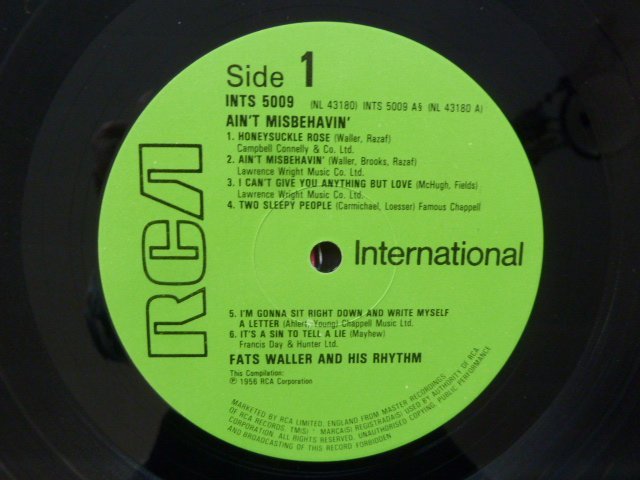 RCA
Side 1
INTS 5009 (NL 43180) INTS 5009 A§ (NL 43180 A)
AIN'T MISBEHAVIN'
1. HONEYSUCKLE ROSE (Waller, Razaf)
Campbell Connelly & Co. Ltd.
2. AIN'T MISBEHAVIN' (Waller, Brooks, Razaf)
Lawrence Wright Music Co. Ltd.
3. I CAN'T GIVE YOU ANYTHING BUT LOVE (McHugh, Fields)
Lawrence Wright Music Co. Ltd.
4. TWO SLEEPY PEOPLE (Carmichael, Loesser) Famous Chappell
International
5. I'M GONNA SIT RIGHT DOWN AND WRITE MYSELF
A LETTER (Ahlert, Young) Chappell Music Ltd.
6. IT'S A SIN TO TELL A LIE (Mayhew)
Francis Day & Hunter Ltd.
FATS WALLER AND HIS RHYTHM
This Compilation:
℗ 1956 RCA Corporation
MARKETED BY RCA LIMITED, ENGLAND FROM MASTER RECORDINGS
OF RCA RECORDS. TM(S) ® MARCA(S) REGISTRADA(S) USED BY AUTHORITY OF RCA
CORPORATION. ALL RIGHTS RESERVED. UNAUTHORISED COPYING, PUBLIC PERFORMANCE
AND BROADCASTING OF THIS RECORD FORBIDDEN